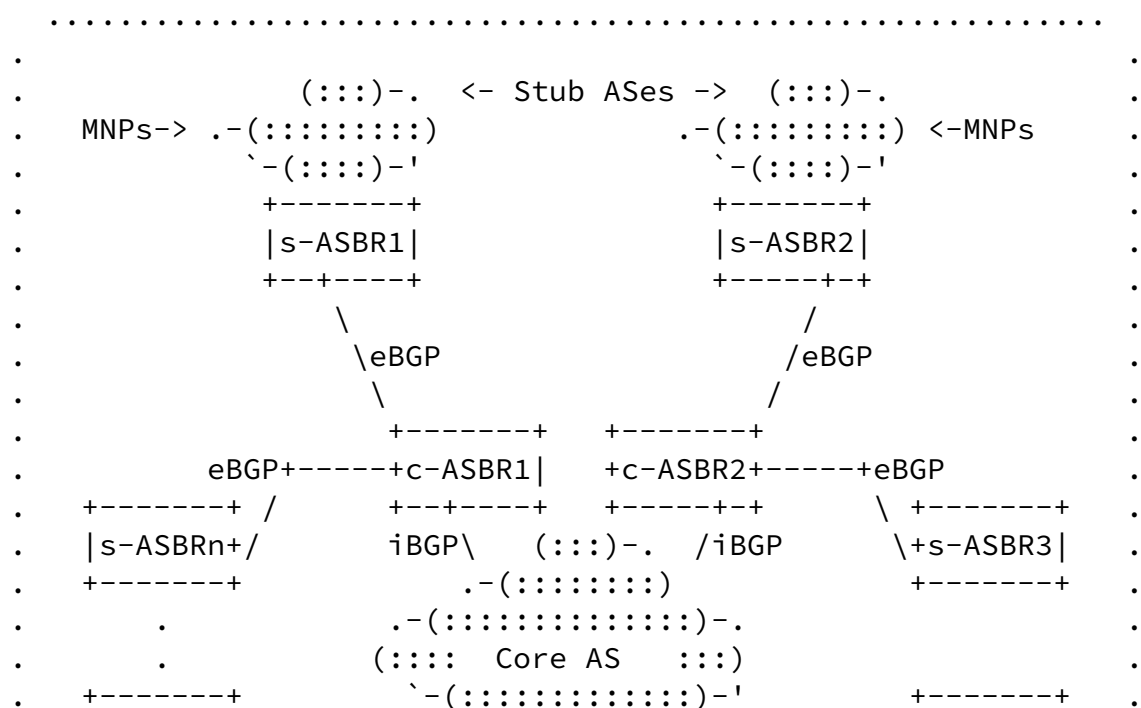 . . . . . . . . . . . . . . . . . . . . . . . . . . . . . . . . . . . . . . . . . . . . . . . . . . . . . . . . . . . .
.                                                               .
.                (:::)-.  <- Stub ASes ->  (:::)-.              .
.    MNPs-> .-(:::::::::)              .-(:::::::::) <-MNPs     .
.             `-(::::)-'                 `-(::::)-'             .
.              +-------+                 +-------+              .
.              |s-ASBR1|                 |s-ASBR2|              .
.              +--+----+                 +-----+-+              .
.                  \                          /                 .
.                   \eBGP                    /eBGP              .
.                    \                      /                   .
.                     +-------+   +-------+                     .
.           eBGP+-----+c-ASBR1|   +c-ASBR2+-----+eBGP           .
.    +-------+ /      +--+----+   +-----+-+      \ +-------+    .
.    |s-ASBRn+/       iBGP\   (:::)-.  /iBGP      \+s-ASBR3|    .
.    +-------+            .-(::::::::)             +-------+    .
.        .            .-(::::::::::::::)-.                      .
.        .           (::::  Core AS   :::)                      .
.    +-------+         `-(:::::::::::::)-'         +-------+    .